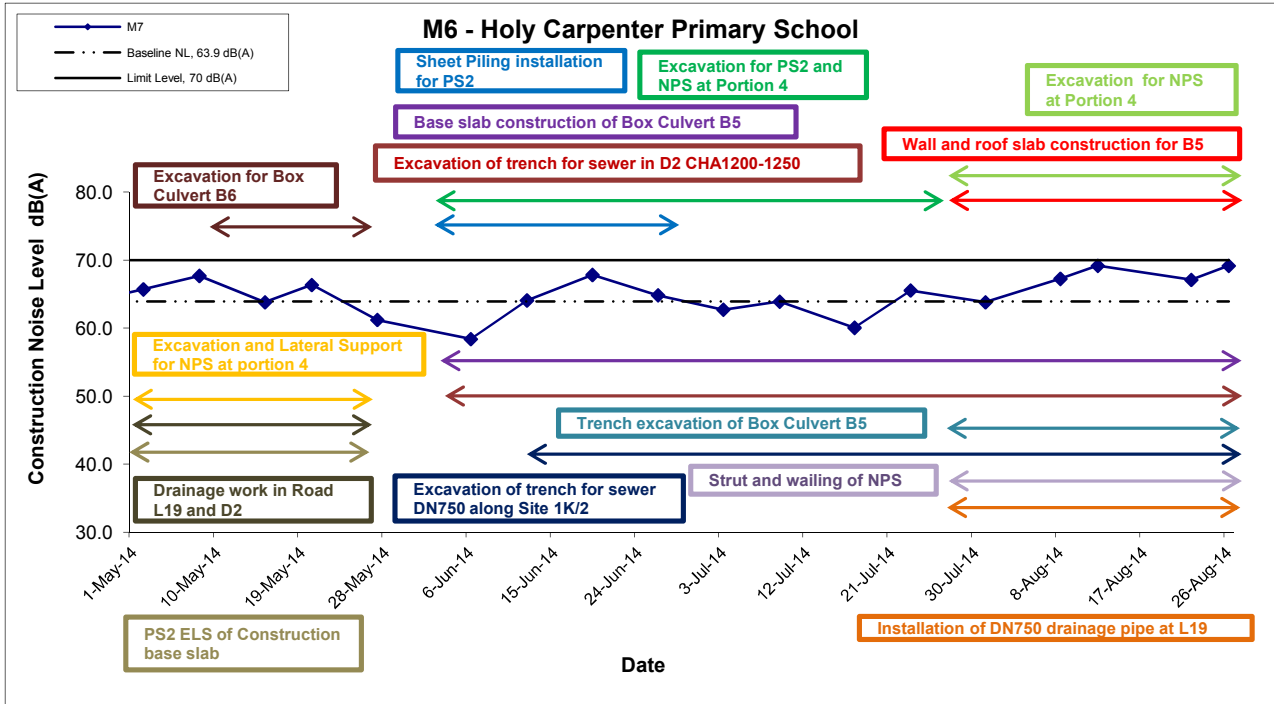 M6 - Holy Carpenter Primary School
M7
Baseline NL, 63.9 dB(A)
Limit Level, 70 dB(A)
Sheet Piling installation
for PS2
Excavation for PS2 and
NPS at Portion 4
Excavation for NPS
at Portion 4
Base slab construction of Box Culvert B5
Wall and roof slab construction for B5
Excavation of trench for sewer in D2 CHA1200-1250
Excavation for Box
Culvert B6
Construction Noise Level dB(A)
80.0
70.0
60.0
50.0
40.0
30.0
Excavation and Lateral Support
for NPS at portion 4
Trench excavation of Box Culvert B5
Drainage work in Road
L19 and D2
Excavation of trench for sewer
DN750 along Site 1K/2
Strut and wailing of NPS
1-May-14
10-May-14
19-May-14
28-May-14
6-Jun-14
15-Jun-14
24-Jun-14
3-Jul-14
12-Jul-14
21-Jul-14
30-Jul-14
8-Aug-14
17-Aug-14
26-Aug-14
PS2 ELS of Construction
base slab
Installation of DN750 drainage pipe at L19
Date